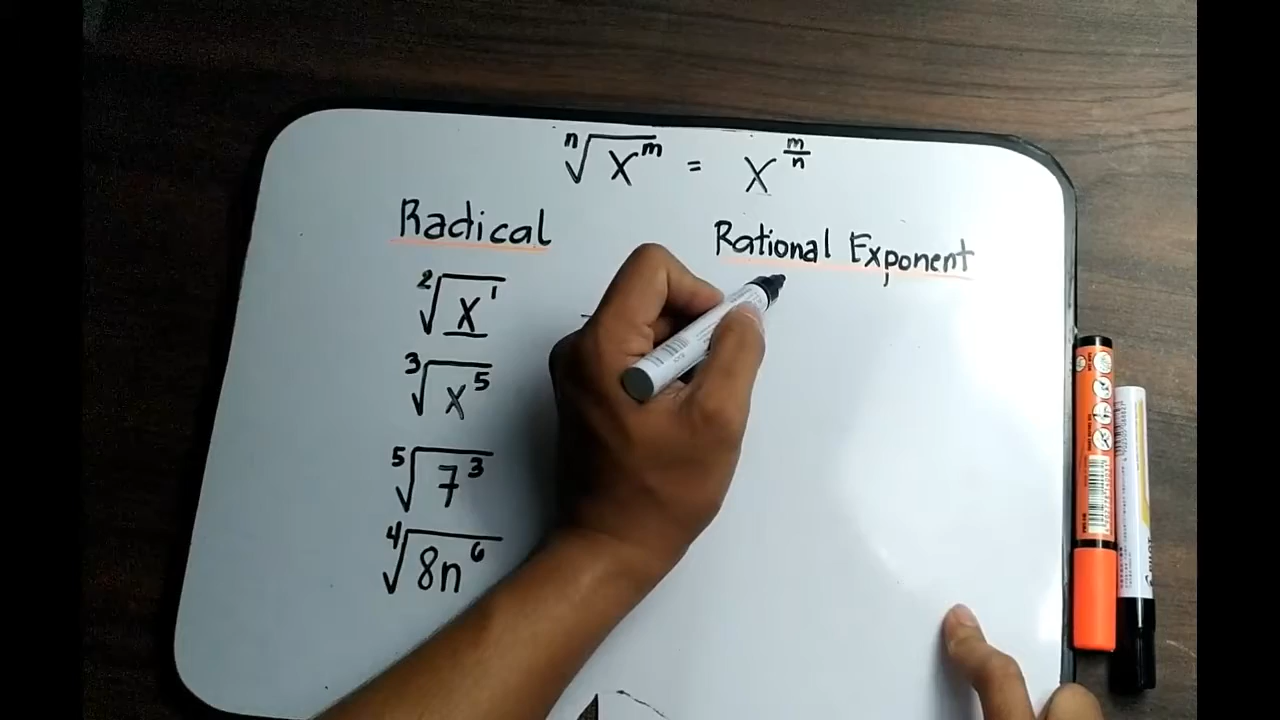 ⁿ√xᵐ = x^(m/n)
Radical
Rational Exponent
²√x¹
³√x⁵
⁵√7³
⁴√8n⁶